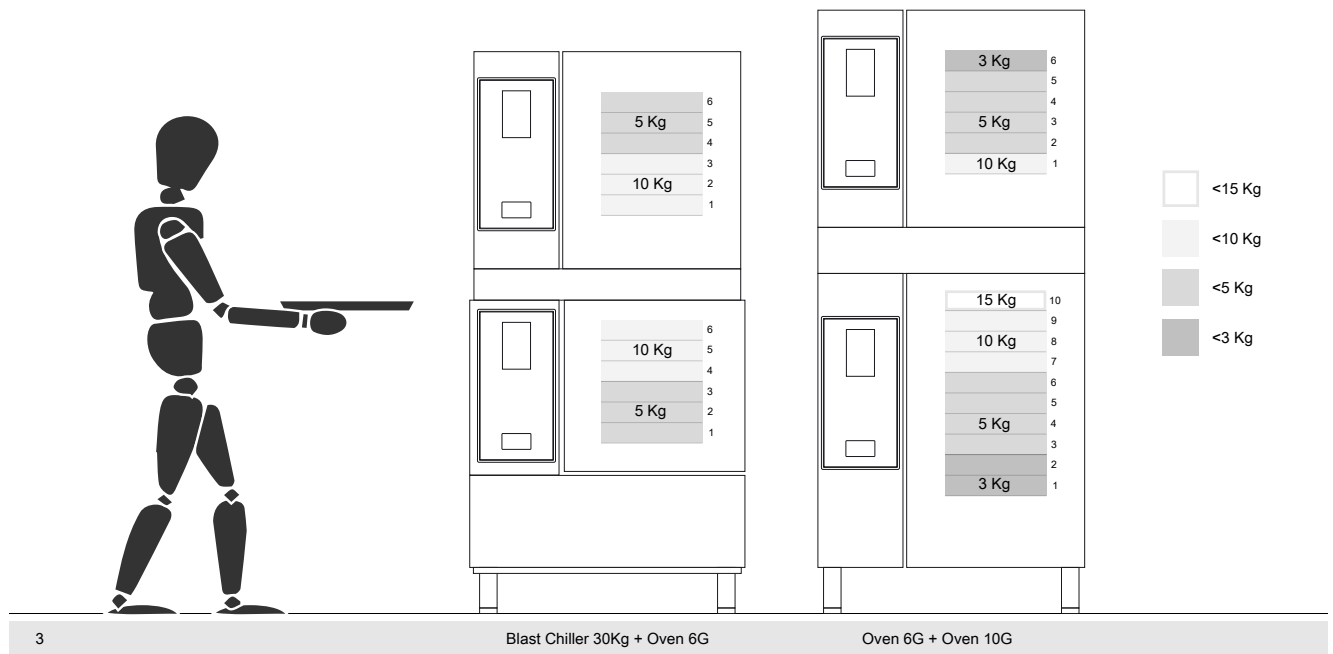 6
5 Kg 5
4
3
10 Kg 2
1
6
10 Kg 5
4
3
5 Kg 2
1
3 Kg 6
5
4
5 Kg 3
2
10 Kg 1
15 Kg 10
9
10 Kg 8
7
6
5
5 Kg 4
3
2
3 Kg 1
<15 Kg
<10 Kg
<5 Kg
<3 Kg
3 Blast Chiller 30Kg + Oven 6G Oven 6G + Oven 10G